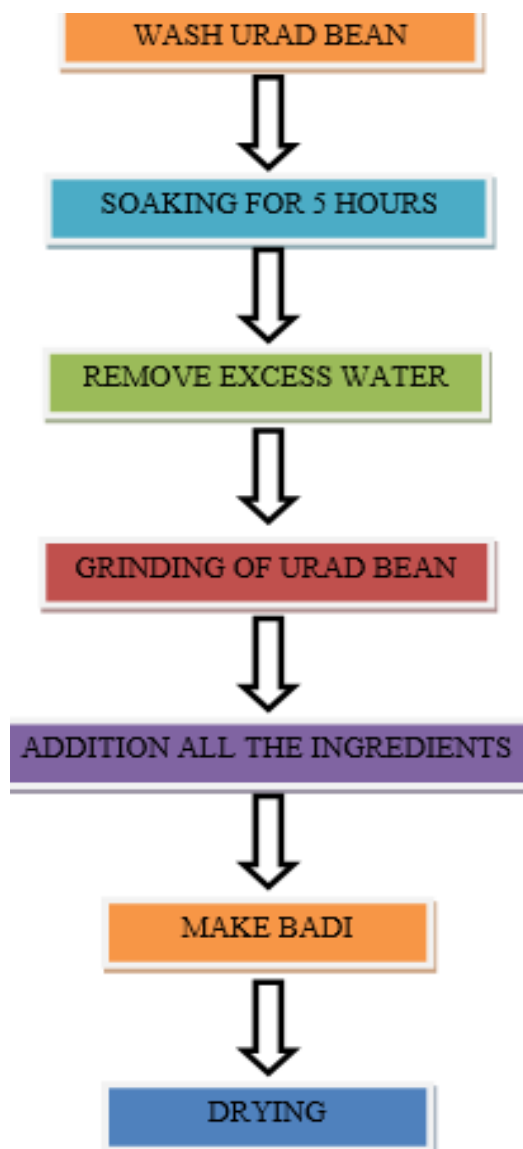 WASH URAD BEAN
SOAKING FOR 5 HOURS
REMOVE EXCESS WATER
GRINDING OF URAD BEAN
ADDITION ALL THE INGREDIENTS
MAKE BADI
DRYING